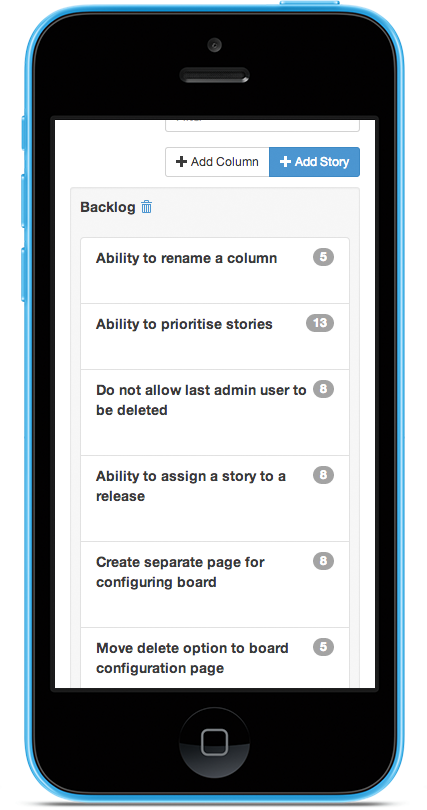 Add Column
Add Story
Backlog
Ability to rename a column 5
Ability to prioritise stories 13
Do not allow last admin user to 8
be deleted
Ability to assign a story to a 8
release
Create separate page for 8
configuring board
Move delete option to board 5
configuration page